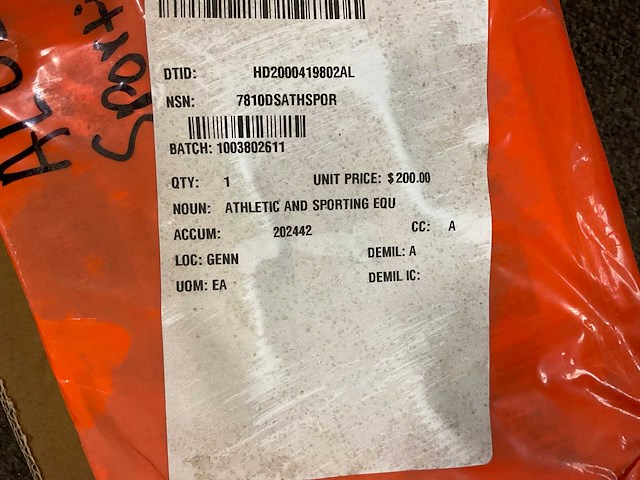 DTID: HD2000419802AL
NSN: 7810DSATHSPOR
BATCH: 1003802611
QTY: 1 UNIT PRICE: $200.00
NOUN: ATHLETIC AND SPORTING EQU
ACCUM: 202442 CC: A
LOC: GENN DEMIL: A
UOM: EA DEMIL IC:
Sport.